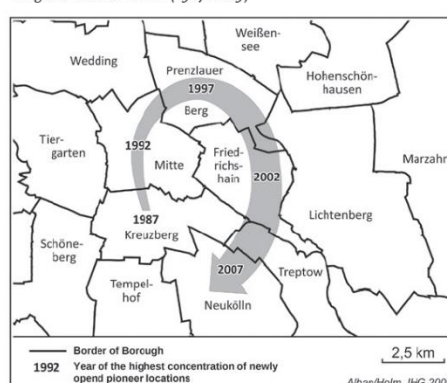 Weißen-
see
Wedding
Prenzlauer
1997
Berg
Hohenschön-
hausen
Tier-
garten
1992
Mitte
Fried-
richs-
hain
2002
Marzahn
1987
Kreuzberg
Lichtenberg
Schöne-
berg
2007
Tempel-
hof
Treptow
Neukölln
Border of Borough
1992 Year of the highest concentration of newly
opend pioneer locations
2,5 km